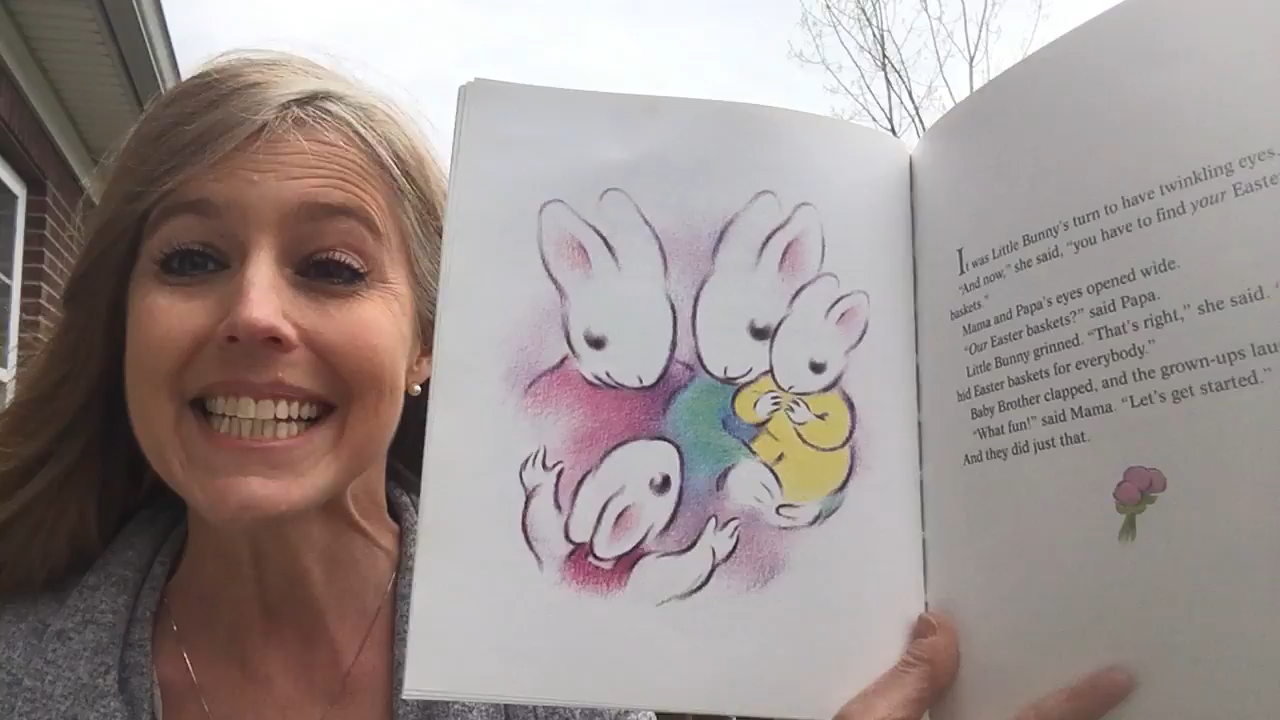 It was Little Bunny's turn to have twinkling eyes.
"And now," she said, "you have to find your Easter
baskets."
Mama and Papa's eyes opened wide.
"Our Easter baskets?" said Papa.
Little Bunny grinned. "That's right," she said. "
hid Easter baskets for everybody."
Baby Brother clapped, and the grown-ups lau
"What fun!" said Mama. "Let's get started."
And they did just that.